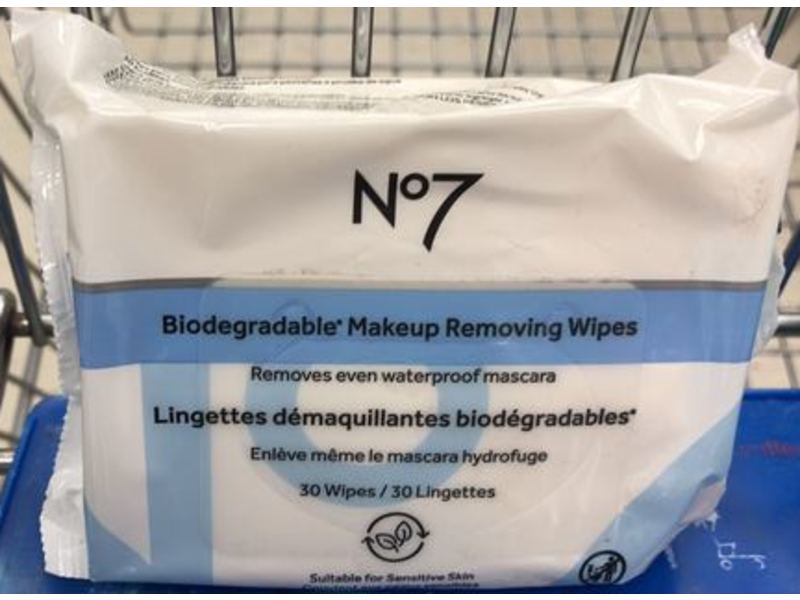 No7
Biodegradable* Makeup Removing Wipes
Removes even waterproof mascara
Lingettes démaquillantes biodégradables*
Enlève même le mascara hydrofuge
30 Wipes / 30 Lingettes
Suitable for Sensitive Skin